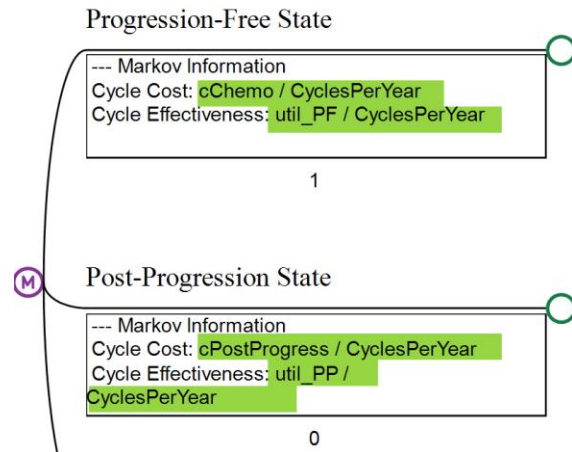 Progression-Free State
--- Markov Information
Cycle Cost: cChemo / CyclesPerYear
Cycle Effectiveness: util_PF / CyclesPerYear
1
M
Post-Progression State
--- Markov Information
Cycle Cost: cPostProgress / CyclesPerYear
Cycle Effectiveness: util_PP /
CyclesPerYear
0